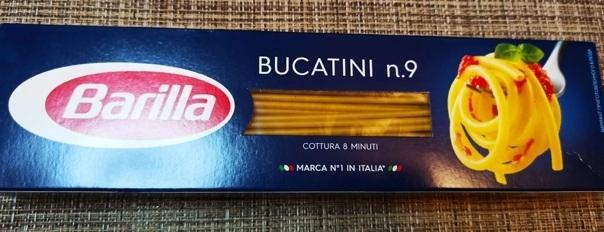 Barilla
BUCATINI n.9
COTTURA 8 MINUTI
MARCA N°1 IN ITALIA*